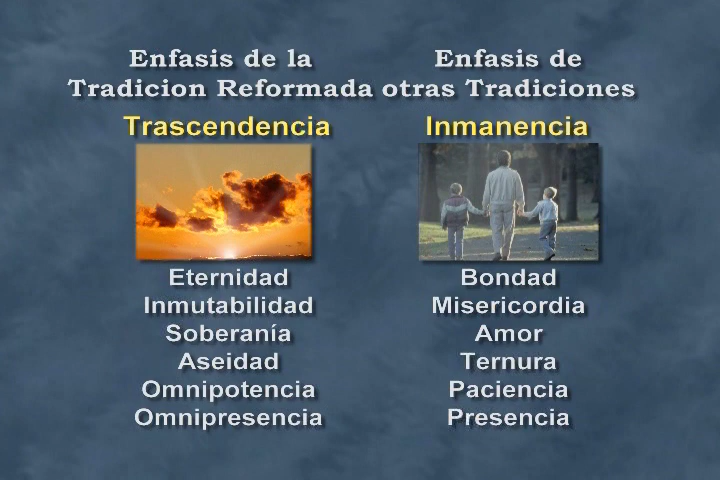 Enfasis de la
Tradicion Reformada
Trascendencia
Eternidad
Inmutabilidad
Soberanía
Aseidad
Omnipotencia
Omnipresencia
Enfasis de
otras Tradiciones
Inmanencia
Bondad
Misericordia
Amor
Ternura
Paciencia
Presencia